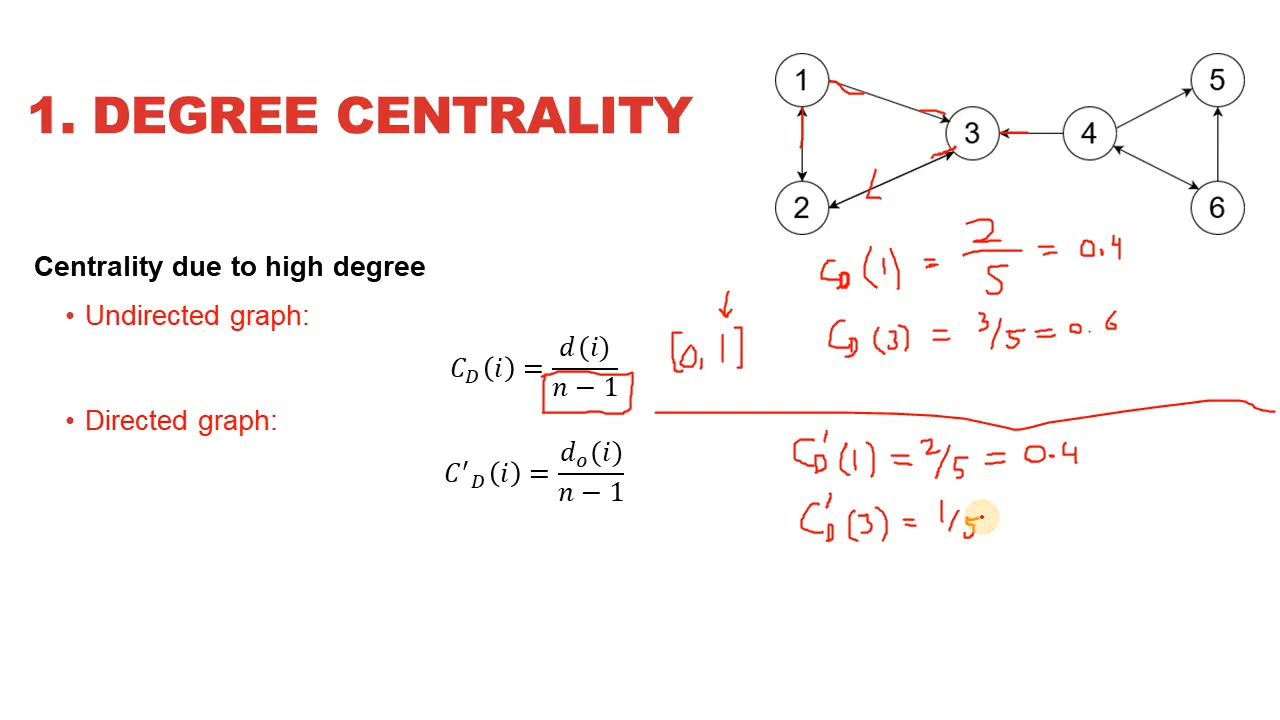 1. DEGREE CENTRALITY
1
5
3
4
2
6
C_D(1) = 2/5 = 0.4
Centrality due to high degree
• Undirected graph:
[0, 1]
C_D(3) = 3/5 = 0.6
C_D(i) = d(i)/(n − 1)
• Directed graph:
C'_D(1) = 2/5 = 0.4
C'_D(i) = d_o(i)/(n − 1)
C'_D(3) = 1/5